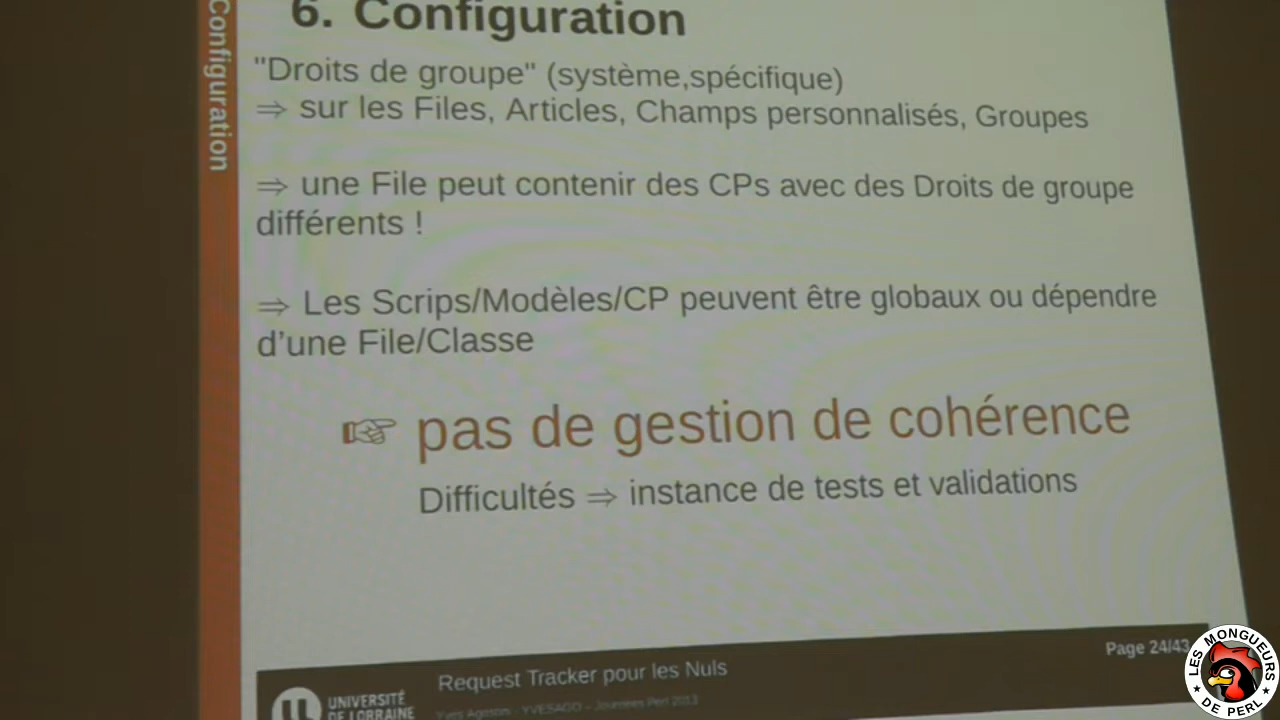 Configuration
6. Configuration
"Droits de groupe" (système,spécifique)
⇒ sur les Files, Articles, Champs personnalisés, Groupes
⇒ une File peut contenir des CPs avec des Droits de groupe
différents !
⇒ Les Scrips/Modèles/CP peuvent être globaux ou dépendre
d'une File/Classe
☞ pas de gestion de cohérence
Difficultés ⇒ instance de tests et validations
Page 24/43
Request Tracker pour les Nuls
UNIVERSITÉ
DE LORRAINE
Yves Agostini - YVESAGO – Journées Perl 2013
LES MONGUEURS
★ DE PERL ★